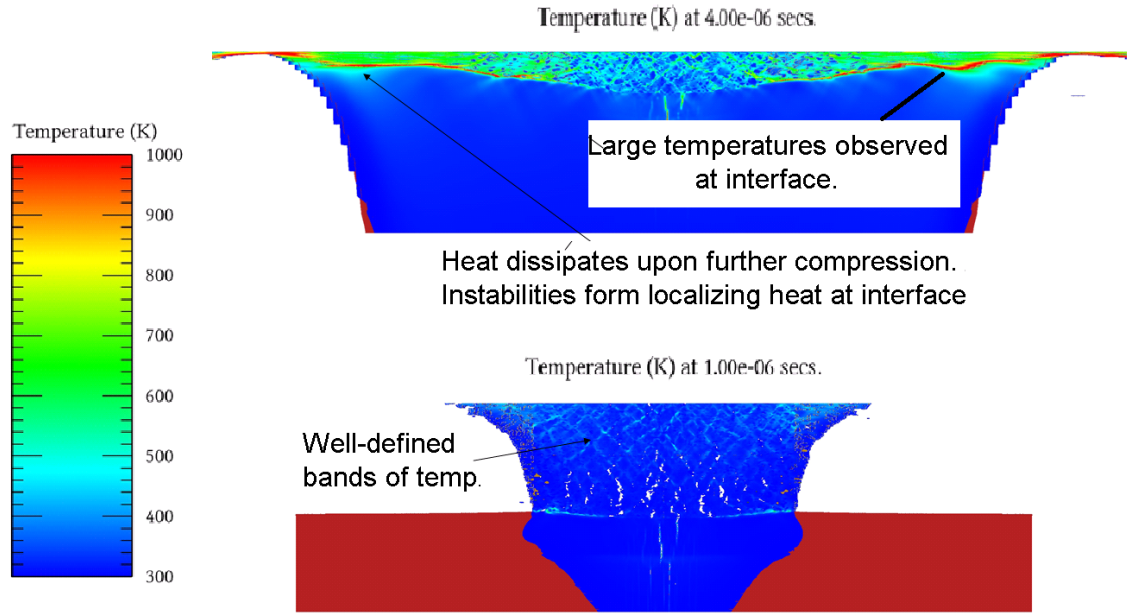 Temperature (K) at 4.00e-06 secs.
Temperature (K)
1000
900
800
700
600
500
400
300
Large temperatures observed
at interface.
Heat dissipates upon further compression.
Instabilities form localizing heat at interface
Temperature (K) at 1.00e-06 secs.
Well-defined
bands of temp.